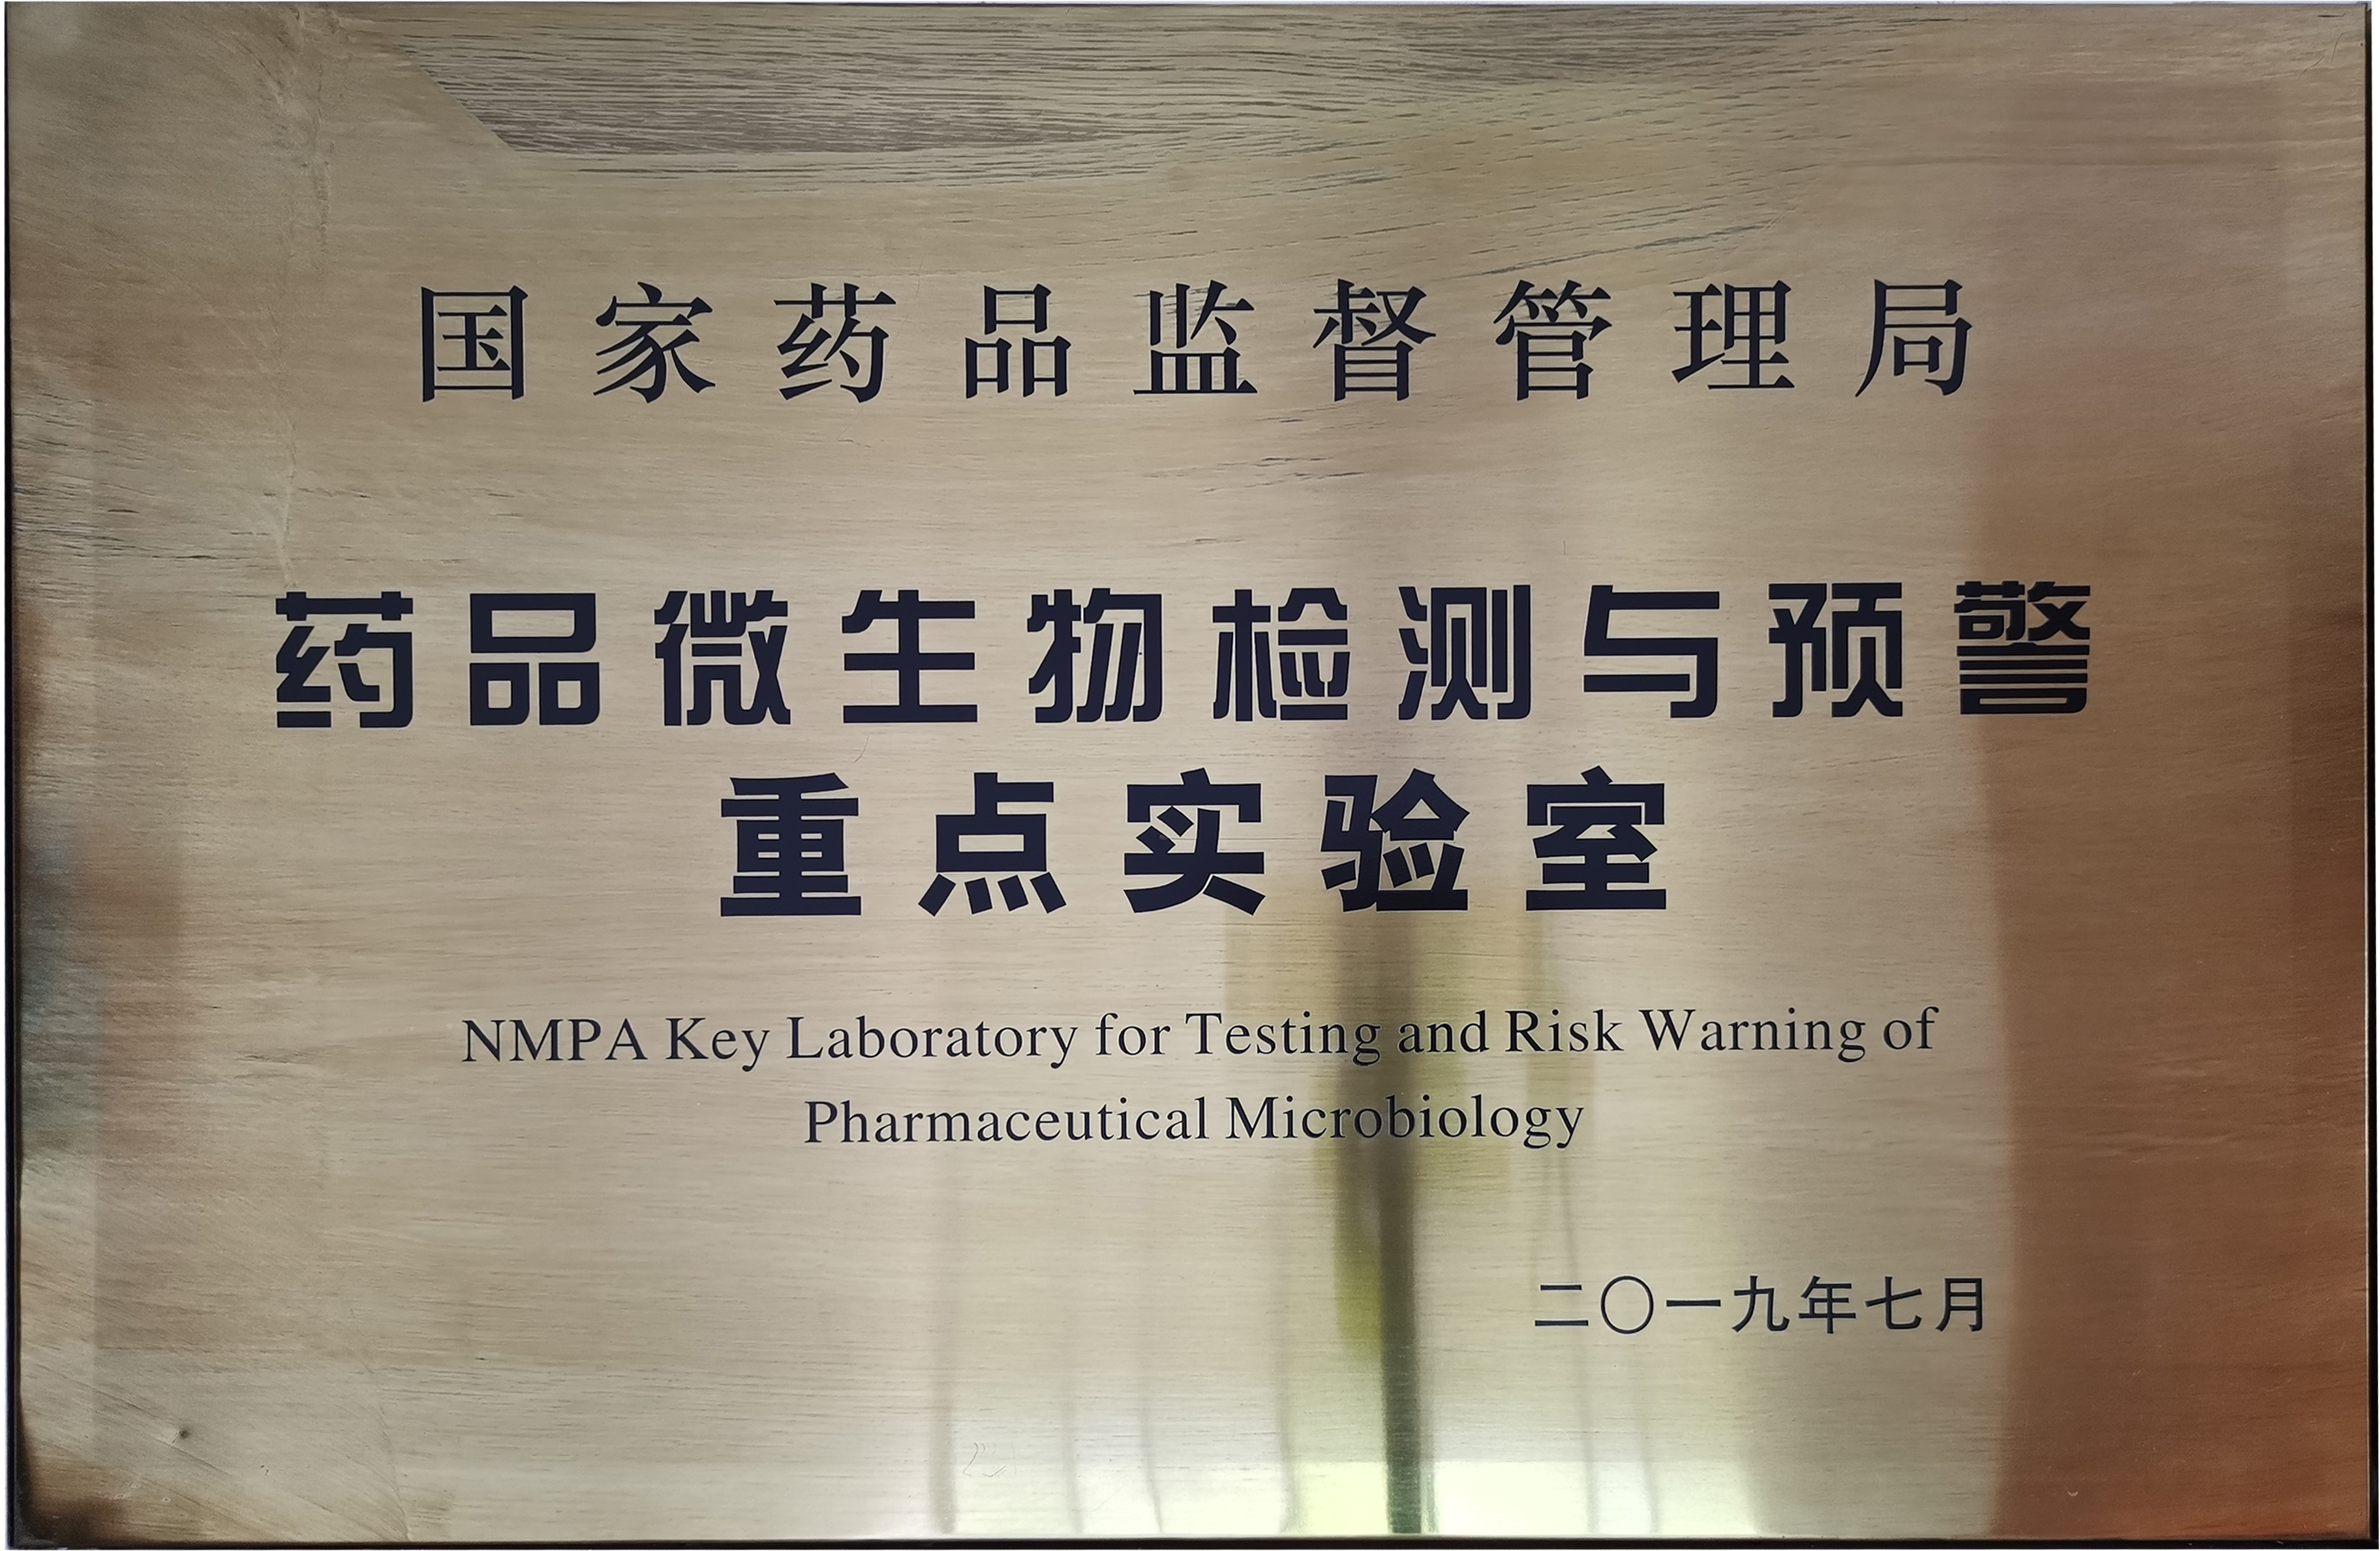 国家药品监督管理局
药品微生物检测与预警
重点实验室
NMPA Key Laboratory for Testing and Risk Warning of
Pharmaceutical Microbiology
二〇一九年七月